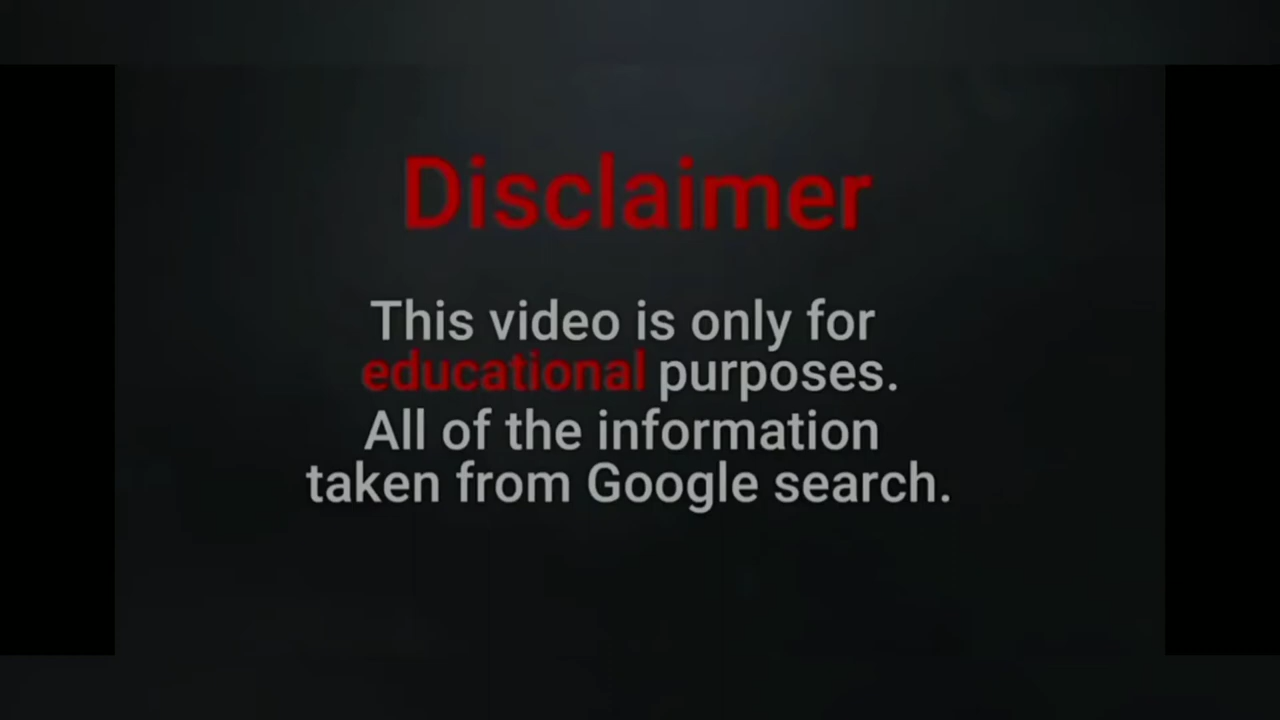 Disclaimer
This video is only for
educational purposes.
All of the information
taken from Google search.